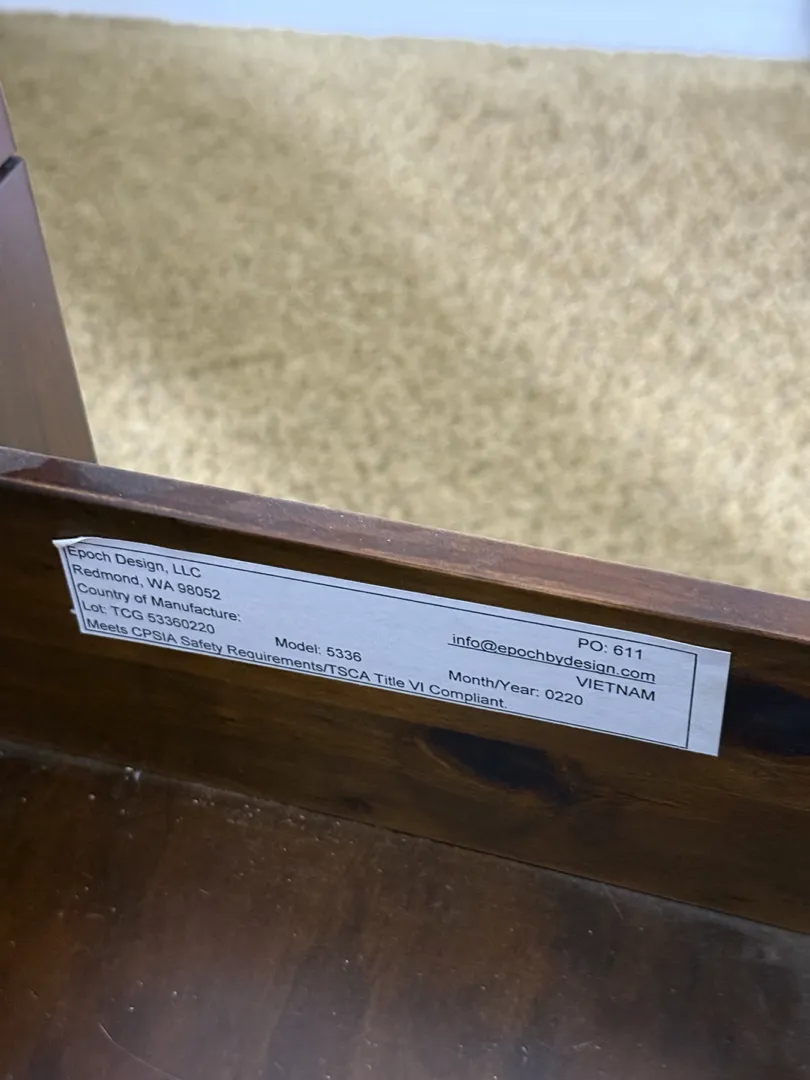 Epoch Design, LLC
Redmond, WA 98052
PO: 611
info@epochbydesign.com
Country of Manufacture: VIETNAM
Lot: TCG 53360220 Model: 5336 Month/Year: 0220
Meets CPSIA Safety Requirements/TSCA Title VI Compliant.